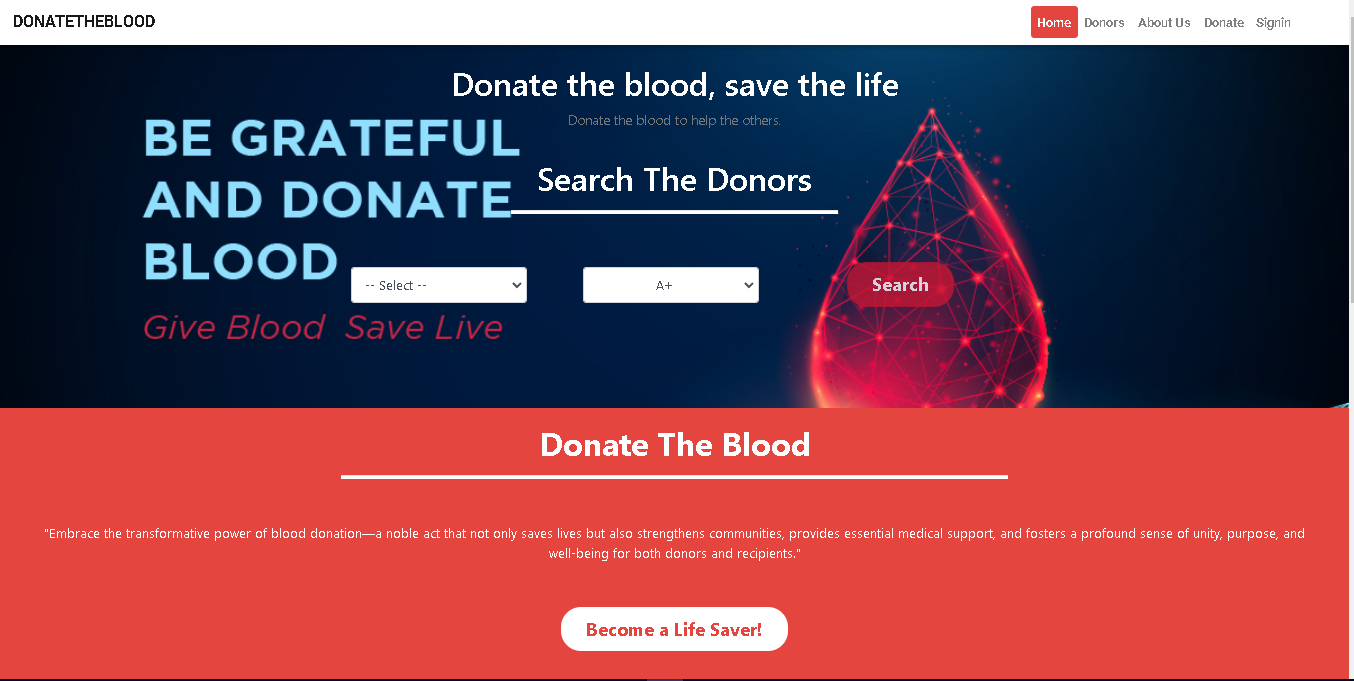 DONATETHEBLOOD
Home Donors About Us Donate Signin
Donate the blood, save the life
Donate the blood to help the others.
BE GRATEFUL
AND DONATE
BLOOD
Give Blood Save Live
Search The Donors
-- Select -- A+ Search
Donate The Blood
"Embrace the transformative power of blood donation—a noble act that not only saves lives but also strengthens communities, provides essential medical support, and fosters a profound sense of unity, purpose, and
well-being for both donors and recipients."
Become a Life Saver!